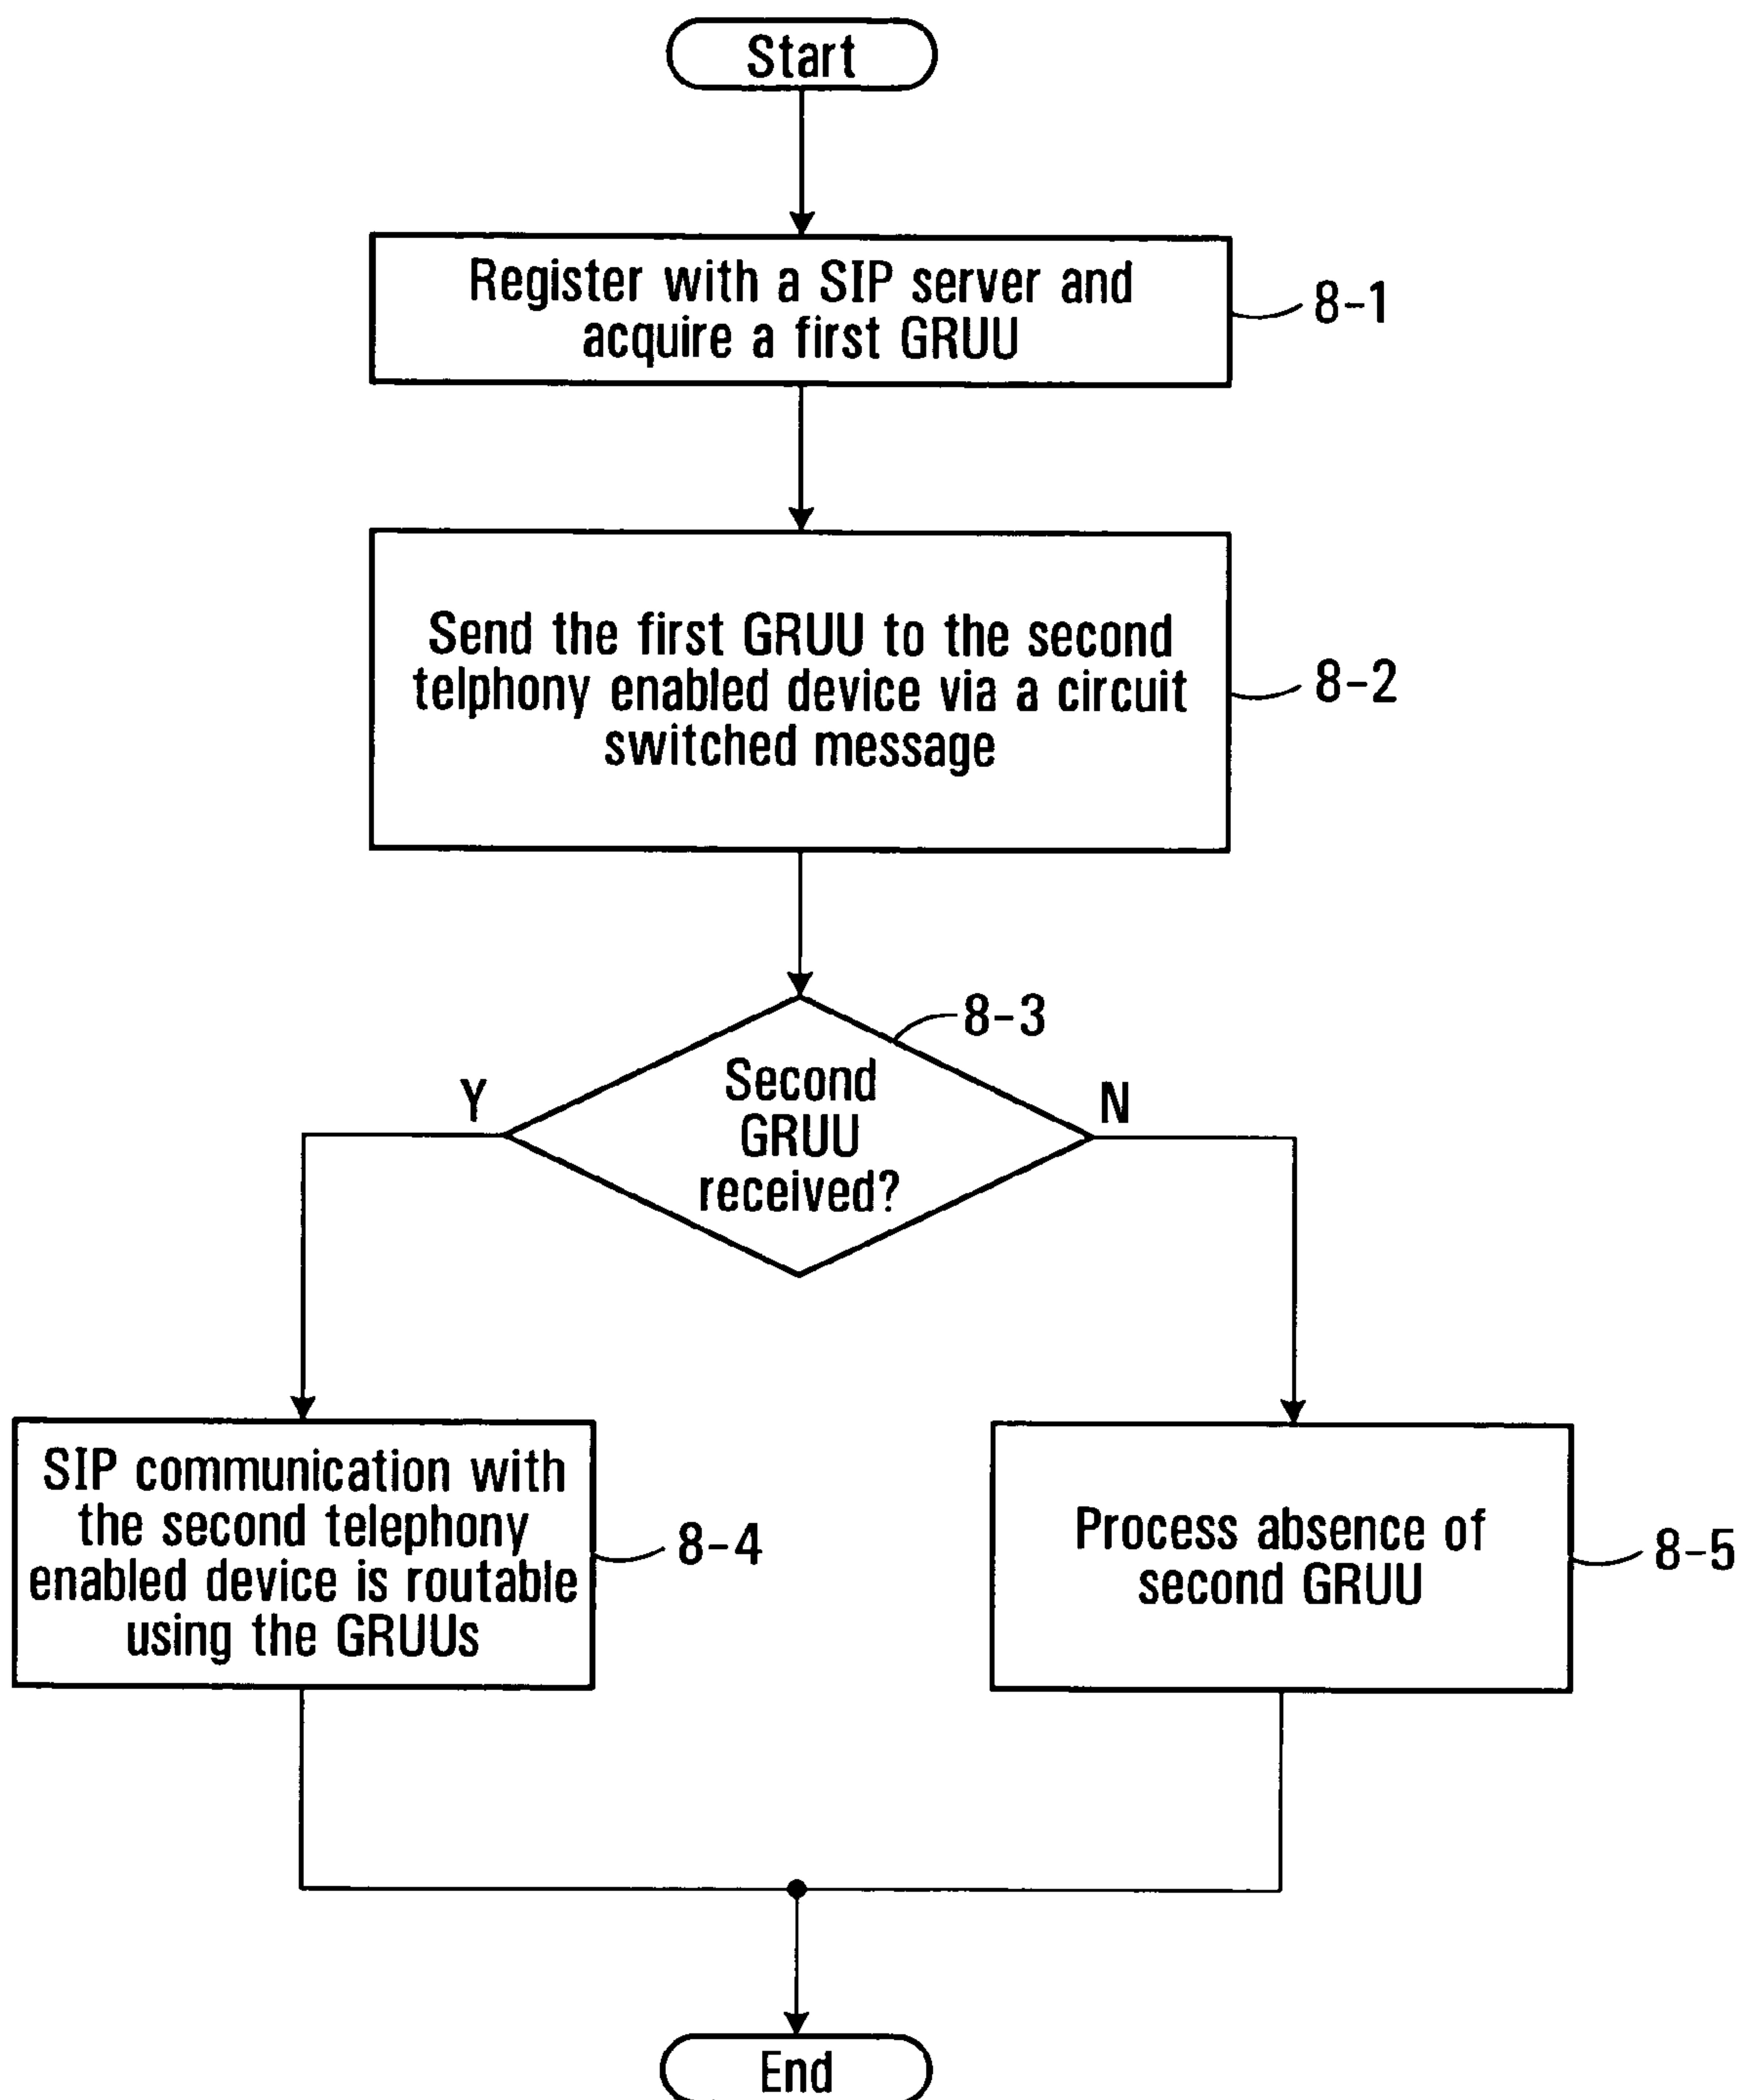 Start
Register with a SIP server and
acquire a first GRUU
8-1
Send the first GRUU to the second
telphony enabled device via a circuit
switched message
8-2
8-3
Second
GRUU
received?
Y
N
SIP communication with
the second telephony
enabled device is routable
using the GRUUs
8-4
Process absence of
second GRUU
8-5
End